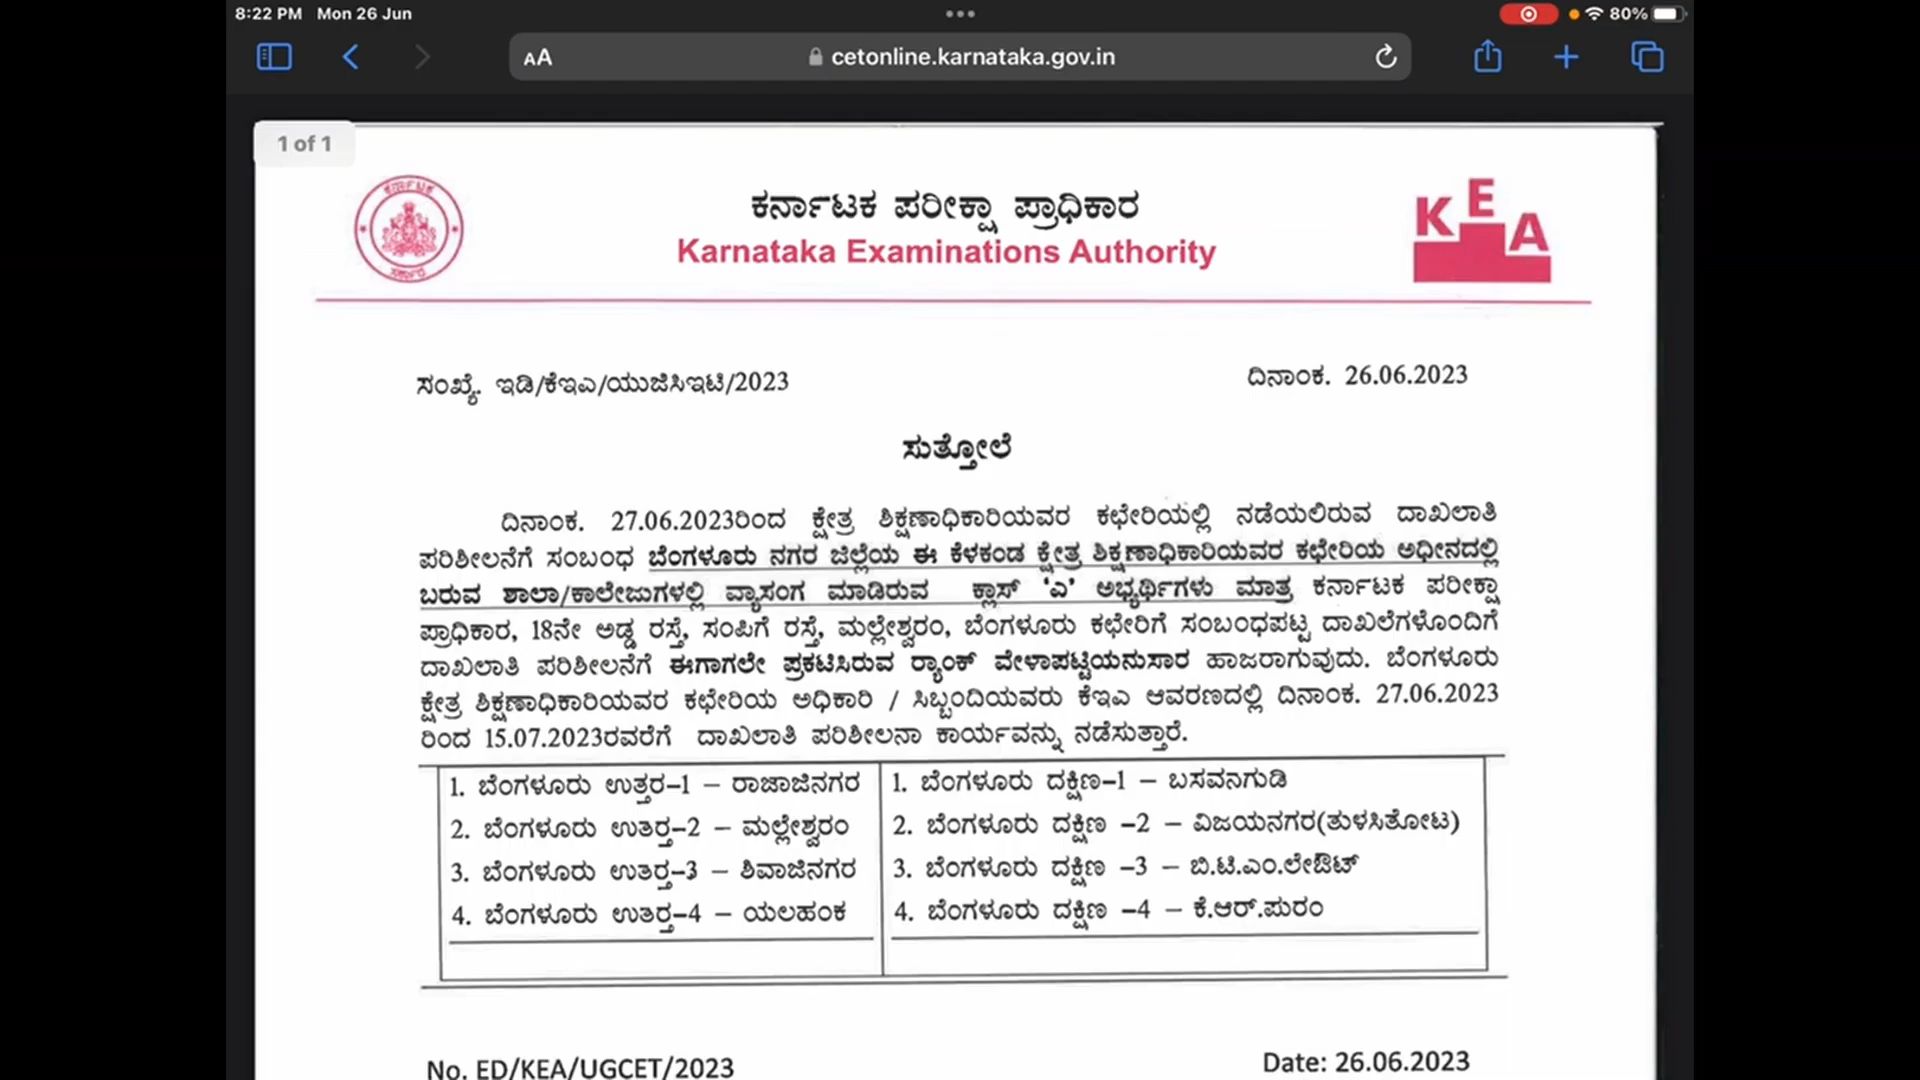 8:22 PM Mon 26 Jun
80%
AA
cetonline.karnataka.gov.in
1 of 1
ಕರ್ನಾಟಕ
ಸರ್ಕಾರ
ಕರ್ನಾಟಕ ಪರೀಕ್ಷಾ ಪ್ರಾಧಿಕಾರ
Karnataka Examinations Authority
KEA
ಸಂಖ್ಯೆ. ಇಡಿ/ಕೆಇಎ/ಯುಜಿಸಿಇಟಿ/2023
ದಿನಾಂಕ. 26.06.2023
ಸುತ್ತೋಲೆ
ದಿನಾಂಕ. 27.06.2023ರಿಂದ ಕ್ಷೇತ್ರ ಶಿಕ್ಷಣಾಧಿಕಾರಿಯವರ ಕಛೇರಿಯಲ್ಲಿ ನಡೆಯಲಿರುವ ದಾಖಲಾತಿ
ಪರಿಶೀಲನೆಗೆ ಸಂಬಂಧ ಬೆಂಗಳೂರು ನಗರ ಜಿಲ್ಲೆಯ ಈ ಕೆಳಕಂಡ ಕ್ಷೇತ್ರ ಶಿಕ್ಷಣಾಧಿಕಾರಿಯವರ ಕಛೇರಿಯ ಅಧೀನದಲ್ಲಿ
ಬರುವ ಶಾಲಾ/ಕಾಲೇಜುಗಳಲ್ಲಿ ವ್ಯಾಸಂಗ ಮಾಡಿರುವ ಕ್ಲಾಸ್ 'ಎ' ಅಭ್ಯರ್ಥಿಗಳು ಮಾತ್ರ ಕರ್ನಾಟಕ ಪರೀಕ್ಷಾ
ಪ್ರಾಧಿಕಾರ, 18ನೇ ಅಡ್ಡ ರಸ್ತೆ, ಸಂಪಿಗೆ ರಸ್ತೆ, ಮಲ್ಲೇಶ್ವರಂ, ಬೆಂಗಳೂರು ಕಛೇರಿಗೆ ಸಂಬಂಧಪಟ್ಟ ದಾಖಲೆಗಳೊಂದಿಗೆ
ದಾಖಲಾತಿ ಪರಿಶೀಲನೆಗೆ ಈಗಾಗಲೇ ಪ್ರಕಟಿಸಿರುವ ರ‍್ಯಾಂಕ್ ವೇಳಾಪಟ್ಟಿಯನುಸಾರ ಹಾಜರಾಗುವುದು. ಬೆಂಗಳೂರು
ಕ್ಷೇತ್ರ ಶಿಕ್ಷಣಾಧಿಕಾರಿಯವರ ಕಛೇರಿಯ ಅಧಿಕಾರಿ / ಸಿಬ್ಬಂದಿಯವರು ಕೆಇಎ ಆವರಣದಲ್ಲಿ ದಿನಾಂಕ. 27.06.2023
ರಿಂದ 15.07.2023ರವರೆಗೆ ದಾಖಲಾತಿ ಪರಿಶೀಲನಾ ಕಾರ್ಯವನ್ನು ನಡೆಸುತ್ತಾರೆ.
1. ಬೆಂಗಳೂರು ಉತ್ತರ-1 – ರಾಜಾಜಿನಗರ
2. ಬೆಂಗಳೂರು ಉತರ್ತ-2 – ಮಲ್ಲೇಶ್ವರಂ
3. ಬೆಂಗಳೂರು ಉತರ್ತ-3 – ಶಿವಾಜಿನಗರ
4. ಬೆಂಗಳೂರು ಉತರ್ತ-4 – ಯಲಹಂಕ
1. ಬೆಂಗಳೂರು ದಕ್ಷಿಣ-1 – ಬಸವನಗುಡಿ
2. ಬೆಂಗಳೂರು ದಕ್ಷಿಣ -2 – ವಿಜಯನಗರ(ತುಳಸಿತೋಟ)
3. ಬೆಂಗಳೂರು ದಕ್ಷಿಣ -3 – ಬಿ.ಟಿ.ಎಂ.ಲೇಔಟ್
4. ಬೆಂಗಳೂರು ದಕ್ಷಿಣ -4 – ಕೆ.ಆರ್.ಪುರಂ
No. ED/KEA/UGCET/2023
Date: 26.06.2023